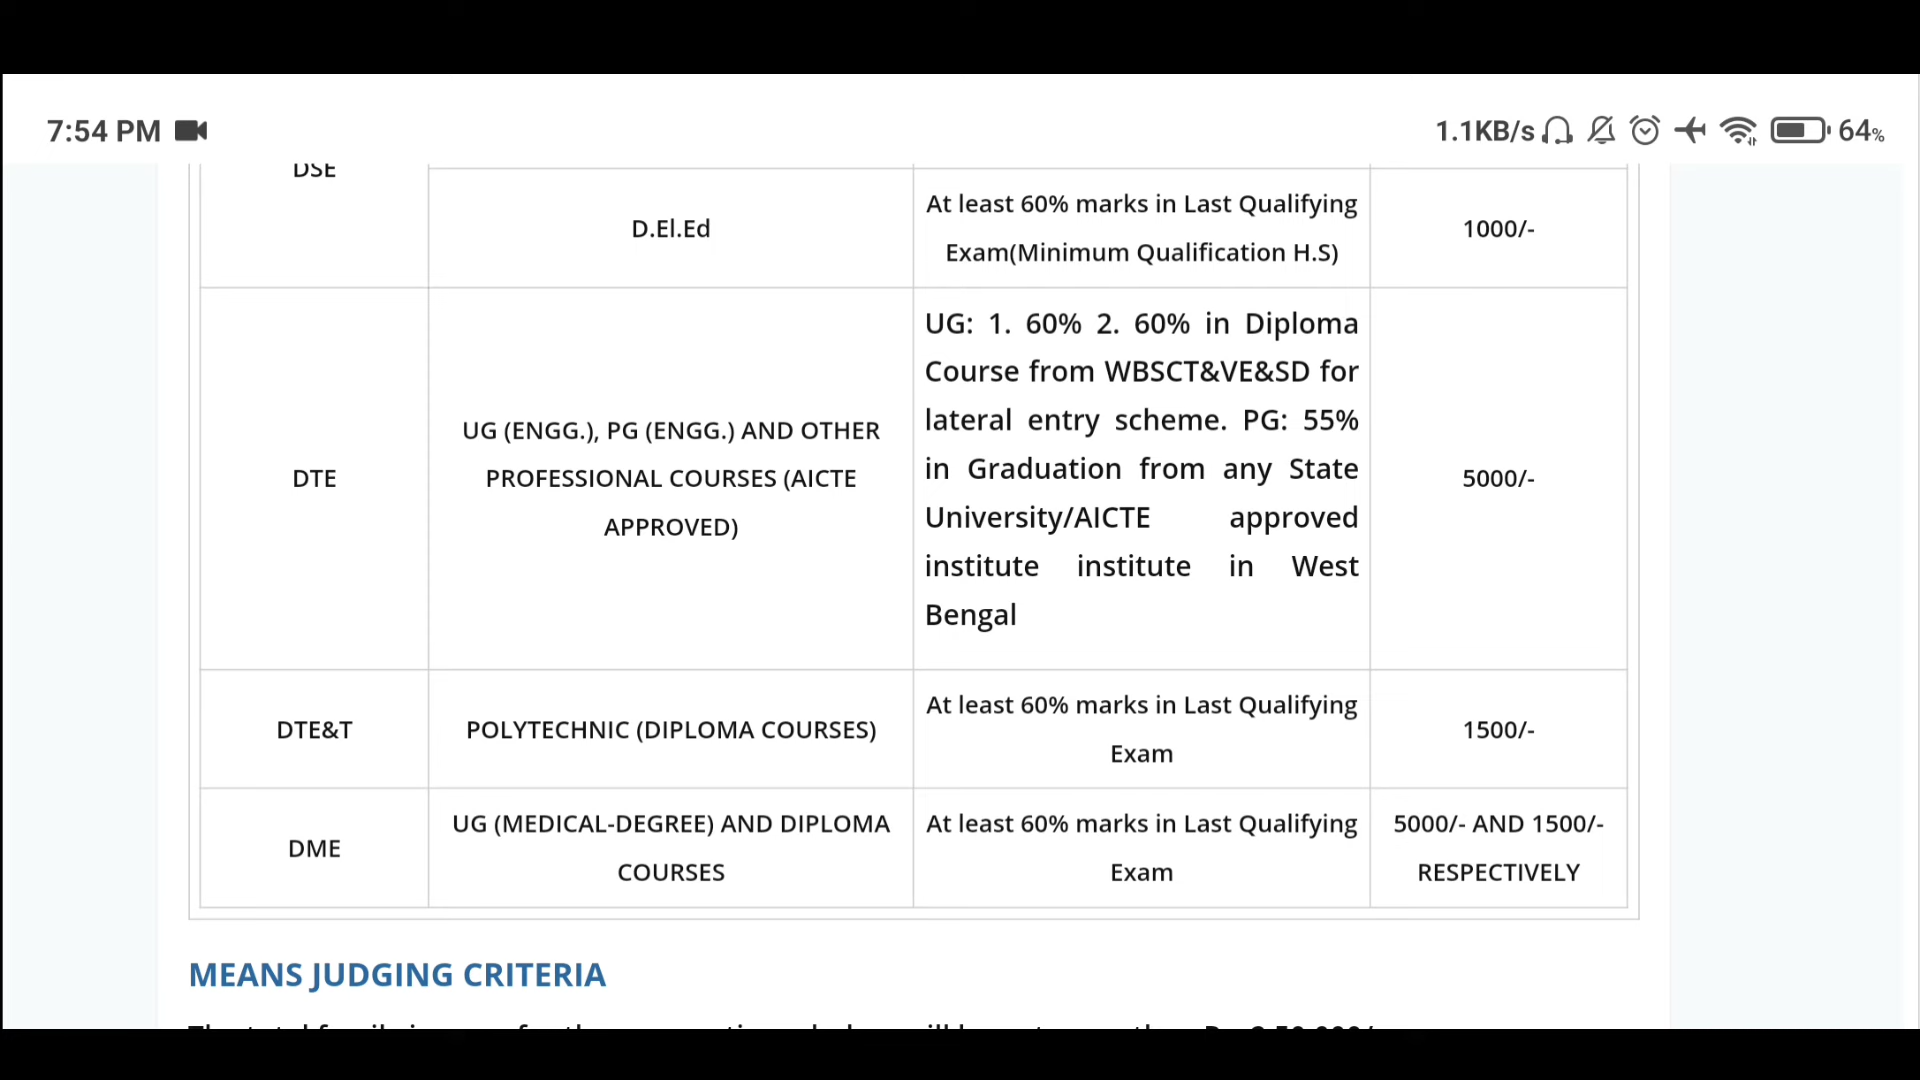 7:54 PM
1.1KB/s 64%
DSE
D.El.Ed
At least 60% marks in Last Qualifying
Exam(Minimum Qualification H.S)
1000/-
DTE
UG (ENGG.), PG (ENGG.) AND OTHER
PROFESSIONAL COURSES (AICTE
APPROVED)
UG: 1. 60% 2. 60% in Diploma
Course from WBSCT&VE&SD for
lateral entry scheme. PG: 55%
in Graduation from any State
University/AICTE approved
institute institute in West
Bengal
5000/-
DTE&T
POLYTECHNIC (DIPLOMA COURSES)
At least 60% marks in Last Qualifying
Exam
1500/-
DME
UG (MEDICAL-DEGREE) AND DIPLOMA
COURSES
At least 60% marks in Last Qualifying
Exam
5000/- AND 1500/-
RESPECTIVELY
MEANS JUDGING CRITERIA